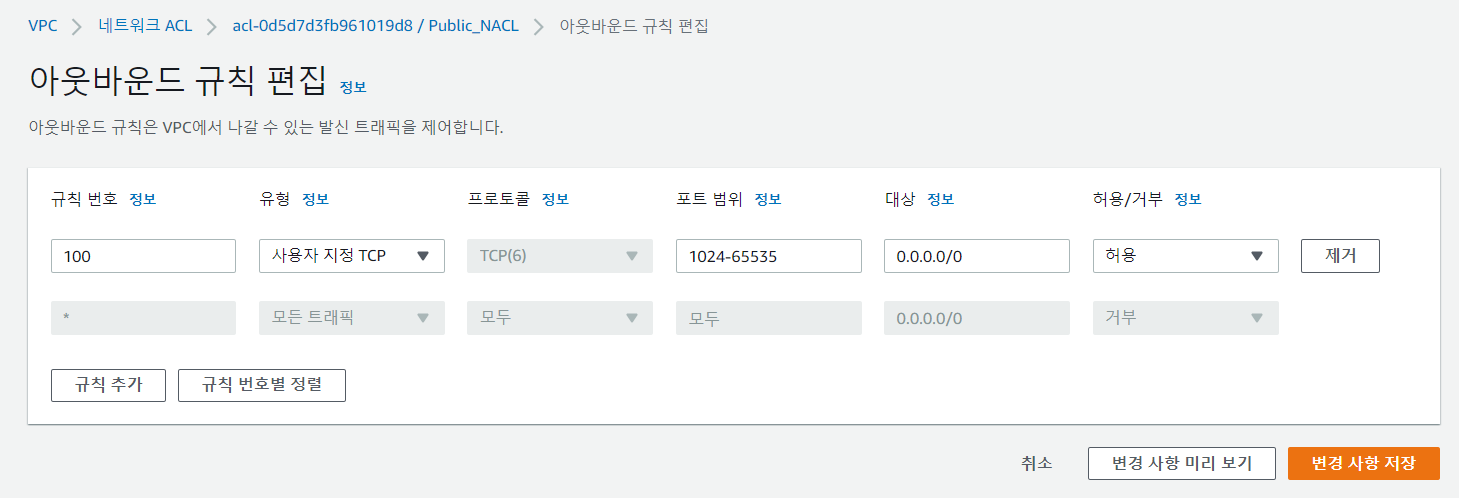 VPC > 네트워크 ACL > acl-0d5d7d3fb961019d8 / Public_NACL > 아웃바운드 규칙 편집
아웃바운드 규칙 편집 정보
아웃바운드 규칙은 VPC에서 나갈 수 있는 발신 트래픽을 제어합니다.
규칙 번호 정보 유형 정보 프로토콜 정보 포트 범위 정보 대상 정보 허용/거부 정보
100 사용자 지정 TCP TCP(6) 1024-65535 0.0.0.0/0 허용 제거
* 모든 트래픽 모두 모두 0.0.0.0/0 거부
규칙 추가 규칙 번호별 정렬
취소 변경 사항 미리 보기 변경 사항 저장